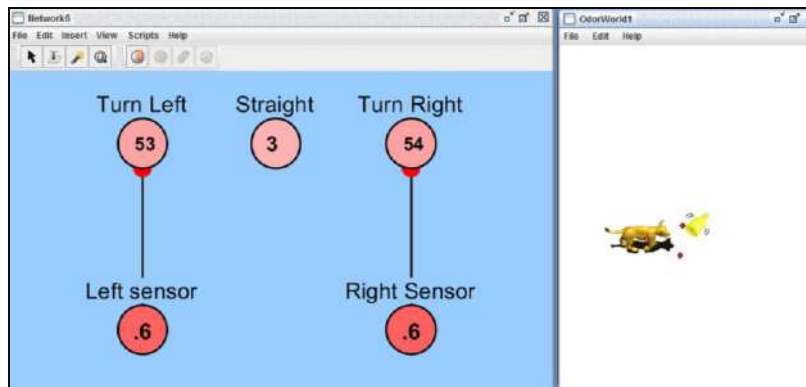 Network6
File Edit Insert View Scripts Help
Turn Left
Straight
Turn Right
53
3
54
Left sensor
Right Sensor
.6
.6
OdorWorld1
File Edit Help